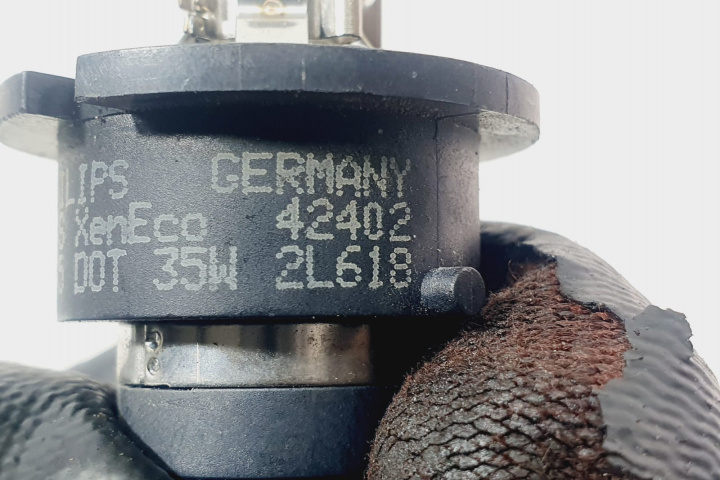 LIPS GERMANY
XenEco 42402
DOT 35W 2L618